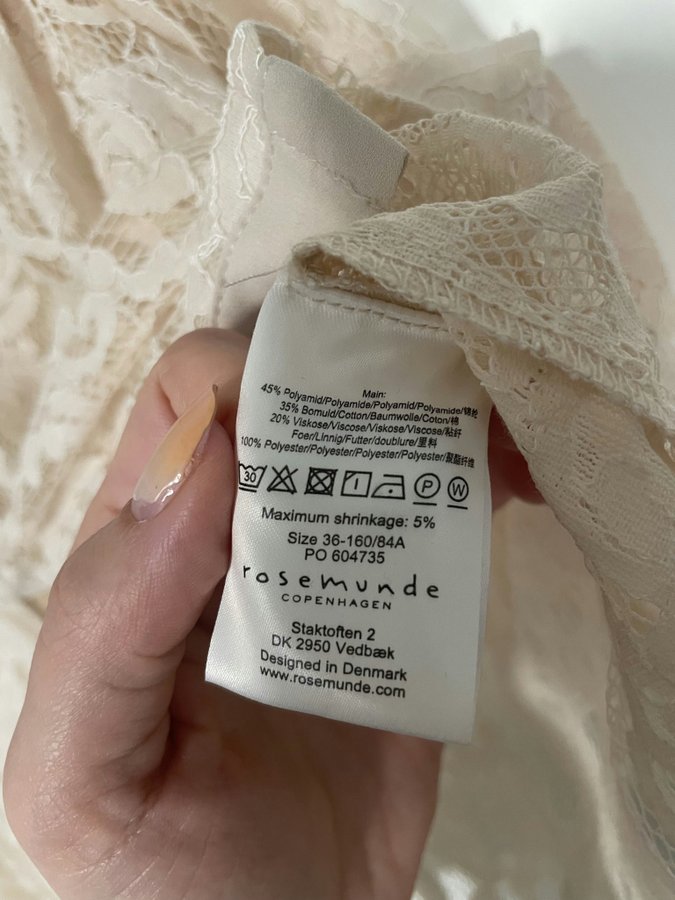 Main:
45% Polyamid/Polyamide/Polyamid/Polyamide/锦纶
35% Bomuld/Cotton/Baumwolle/Coton/棉
20% Viskose/Viscose/Viskose/Viscose/粘纤
Foer/Linnig/Futter/doublure/里料
100% Polyester/Polyester/Polyester/Polyester/聚酯纤维
30 P W
Maximum shrinkage: 5%
Size 36-160/84A
PO 604735
rosemunde
COPENHAGEN
Staktoften 2
DK 2950 Vedbæk
Designed in Denmark
www.rosemunde.com